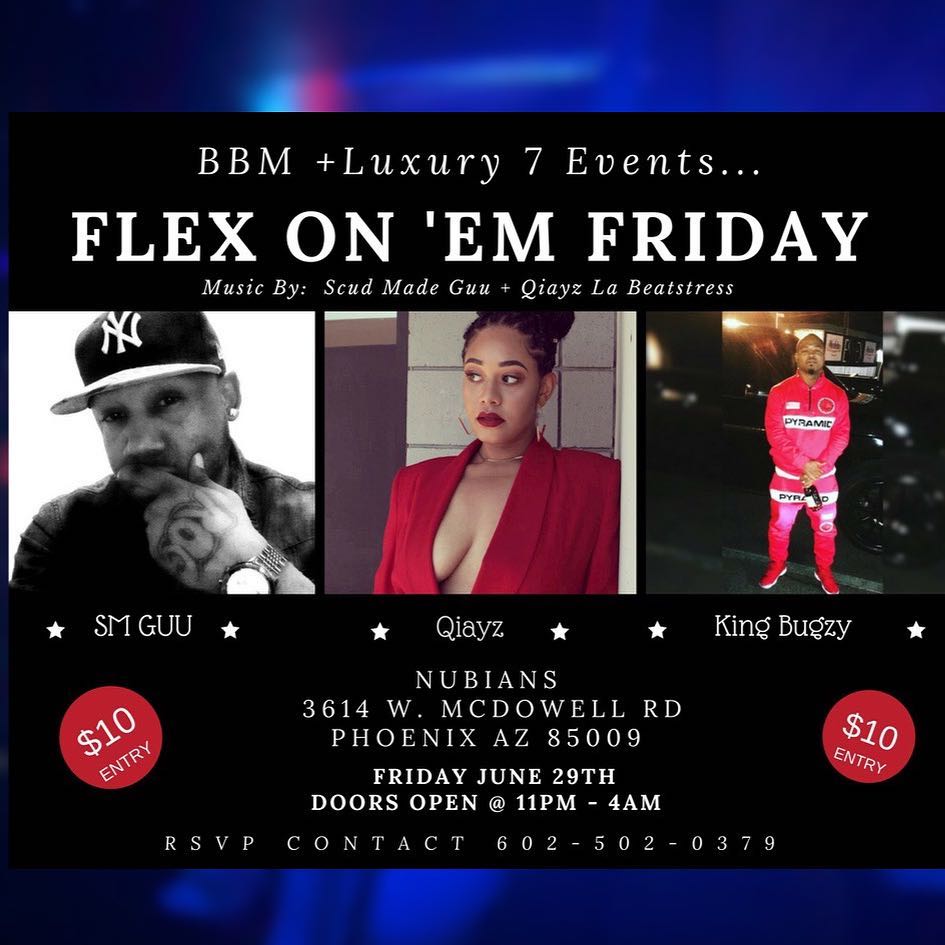 BBM +Luxury 7 Events...
FLEX ON 'EM FRIDAY
Music By: Scud Made Guu + Qiayz La Beatstress
NY
PYRAMID
PYRAMID
SM GUU
Qiayz
King Bugzy
NUBIANS
3614 W. MCDOWELL RD
PHOENIX AZ 85009
$10
ENTRY
$10
ENTRY
FRIDAY JUNE 29TH
DOORS OPEN @ 11PM - 4AM
RSVP CONTACT 602-502-0379